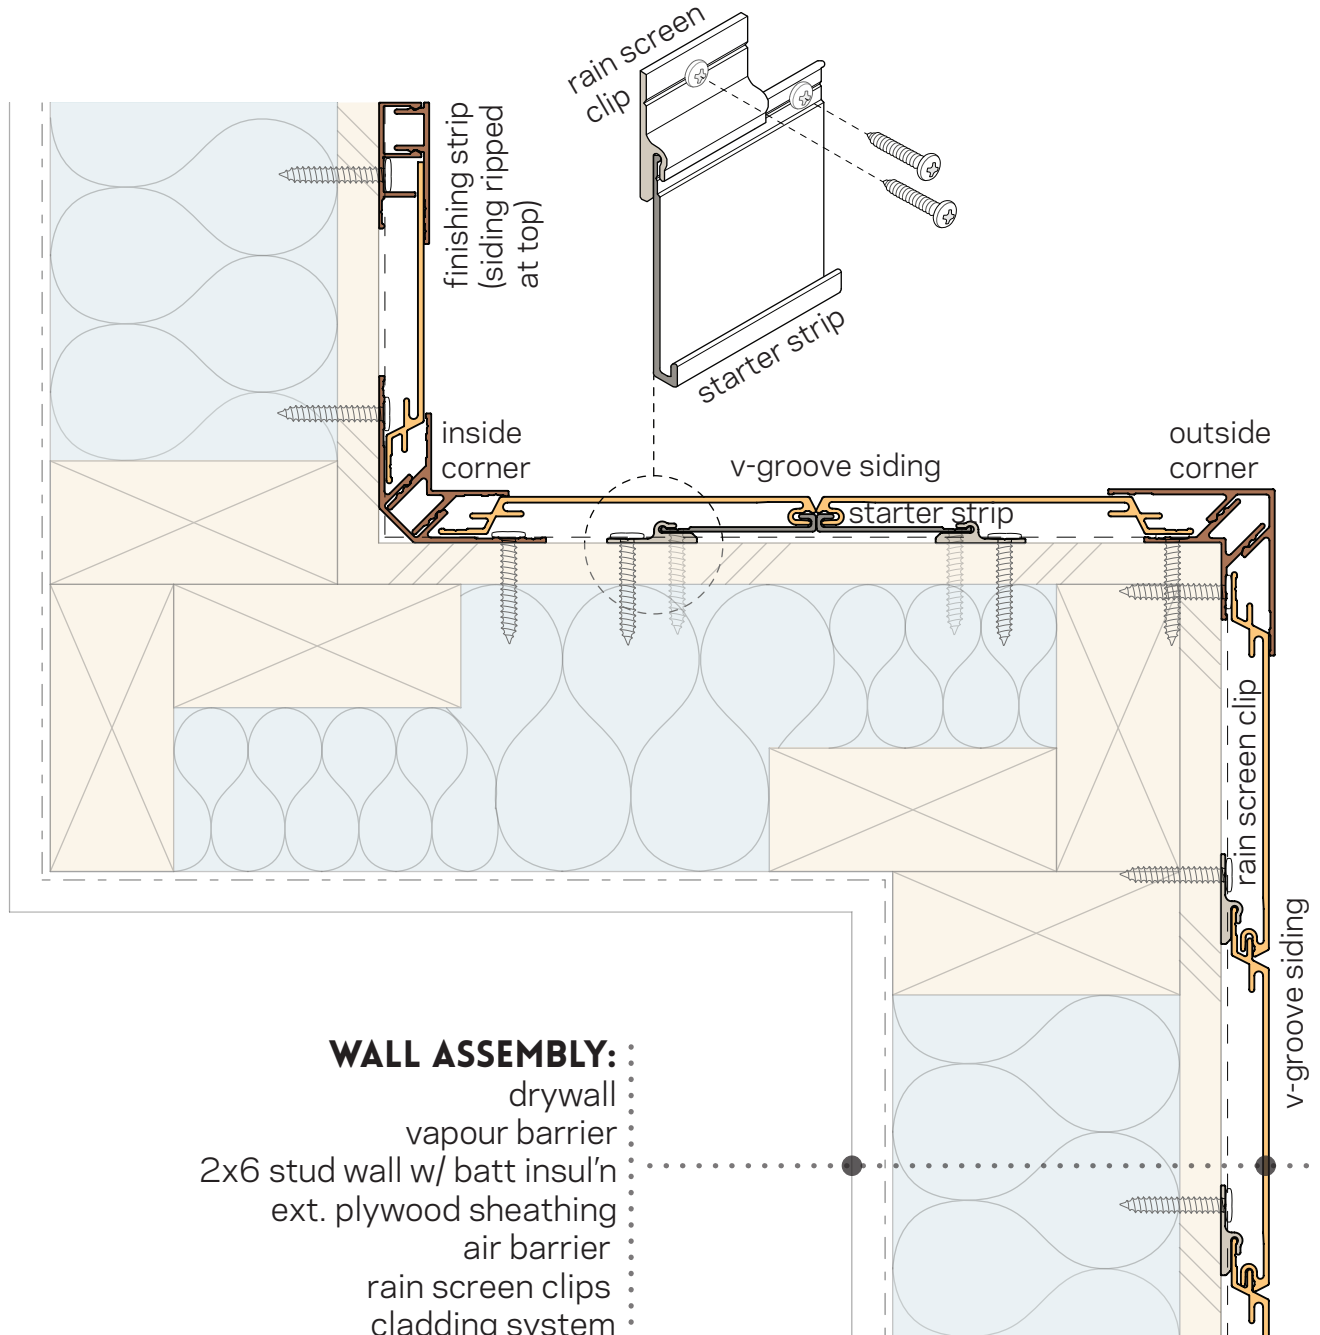 rain screen
clip
starter strip
finishing strip
(siding ripped
at top)
inside
corner
v-groove siding
starter strip
outside
corner
rain screen clip
v-groove siding
WALL ASSEMBLY:
drywall
vapour barrier
2x6 stud wall w/ batt insul'n
ext. plywood sheathing
air barrier
rain screen clips
cladding system